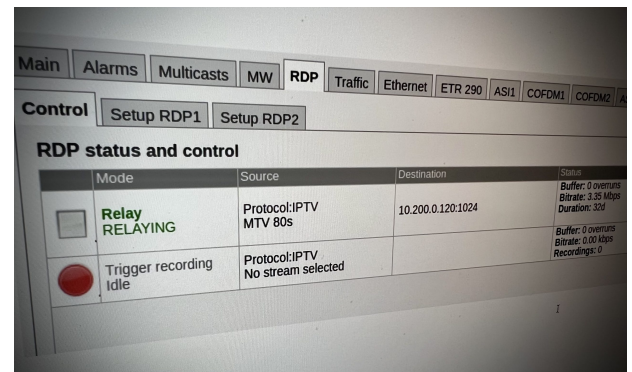 Main Alarms Multicasts MW RDP Traffic Ethernet ETR 290 ASI1 COFDM1 COFDM2
Control Setup RDP1 Setup RDP2
RDP status and control
Mode Source Destination Status
Relay
RELAYING
Protocol:IPTV
MTV 80s
10.200.0.120:1024
Buffer: 0 overruns
Bitrate: 3.35 Mbps
Duration: 32d
Trigger recording
Idle
Protocol:IPTV
No stream selected
Buffer: 0 overruns
Bitrate: 0.00 kbps
Recordings: 0